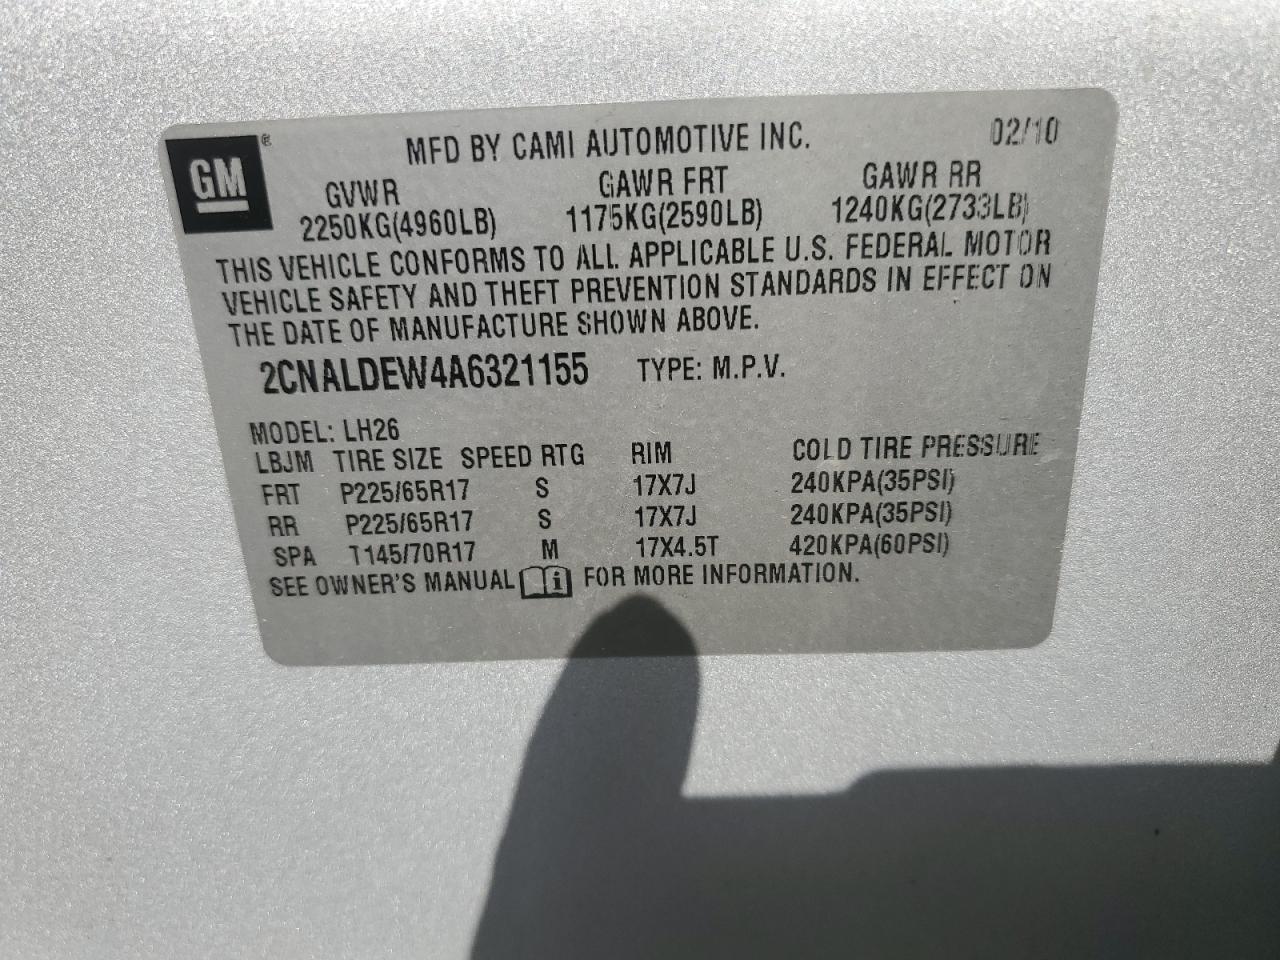 GM ® MFD BY CAMI AUTOMOTIVE INC. 02/10
GVWR GAWR FRT GAWR RR
2250KG(4960LB) 1175KG(2590LB) 1240KG(2733LB)
THIS VEHICLE CONFORMS TO ALL APPLICABLE U.S. FEDERAL MOTOR
VEHICLE SAFETY AND THEFT PREVENTION STANDARDS IN EFFECT ON
THE DATE OF MANUFACTURE SHOWN ABOVE.
2CNALDEW4A6321155 TYPE: M.P.V.
MODEL: LH26
LBJM TIRE SIZE SPEED RTG RIM COLD TIRE PRESSURE
FRT P225/65R17 S 17X7J 240KPA(35PSI)
RR P225/65R17 S 17X7J 240KPA(35PSI)
SPA T145/70R17 M 17X4.5T 420KPA(60PSI)
SEE OWNER'S MANUAL i FOR MORE INFORMATION.